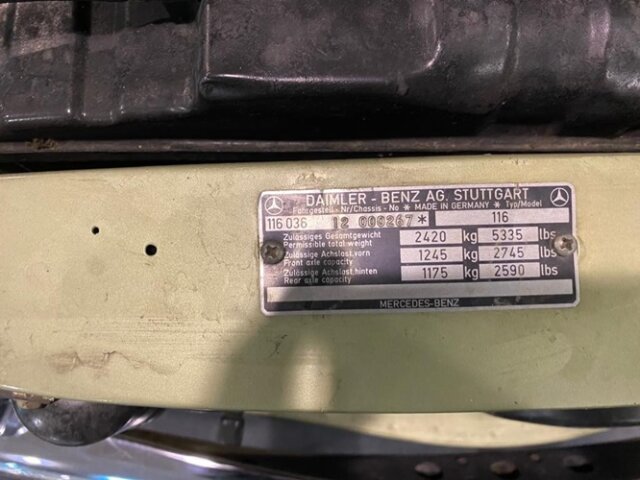 DAIMLER - BENZ AG. STUTTGART
Fahrgestell - Nr/Chassis - No * MADE IN GERMANY * Typ/Model
116 036 12 000267* 116
Zulässiges Gesamtgewicht
Permissible total weight 2420 kg 5335 lbs
Zulässige Achslast,vorn
Front axle capacity 1245 kg 2745 lbs
Zulässige Achslast,hinten
Rear axle capacity 1175 kg 2590 lbs
MERCEDES-BENZ